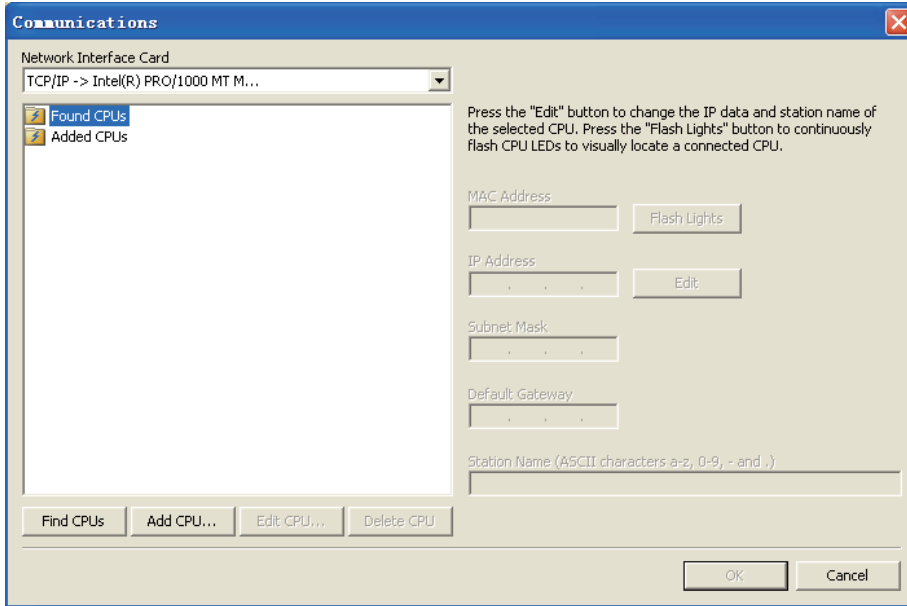 Communications
Network Interface Card
TCP/IP -> Intel(R) PRO/1000 MT M...
Found CPUs
Added CPUs
Press the "Edit" button to change the IP data and station name of
the selected CPU. Press the "Flash Lights" button to continuously
flash CPU LEDs to visually locate a connected CPU.
MAC Address
Flash Lights
IP Address
. . .
Edit
Subnet Mask
. . .
Default Gateway
. . .
Station Name (ASCII characters a-z, 0-9, - and .)
Find CPUs Add CPU... Edit CPU... Delete CPU
OK Cancel